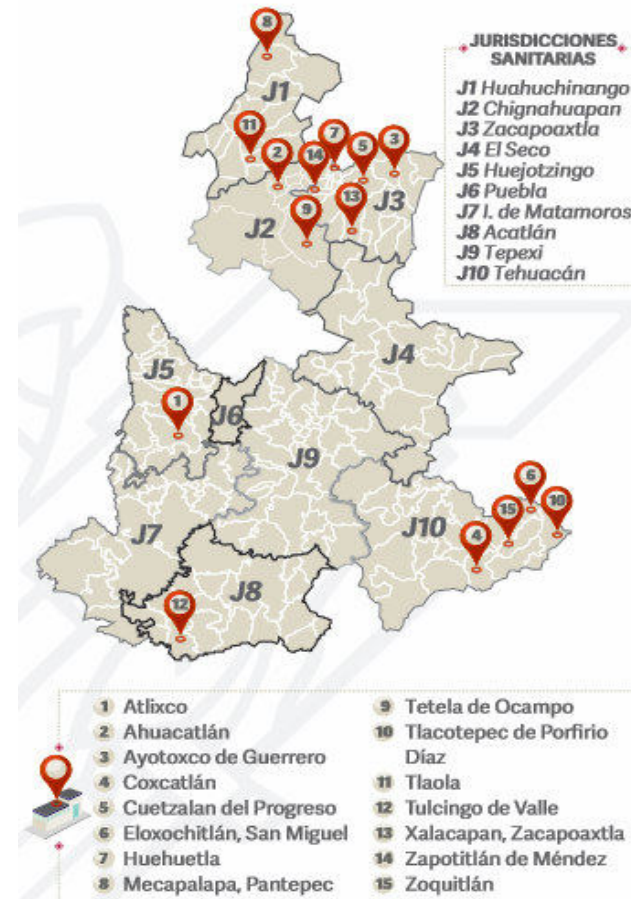 JURISDICCIONES
SANITARIAS
J1 Huahuchinango
J2 Chignahuapan
J3 Zacapoaxtla
J4 El Seco
J5 Huejotzingo
J6 Puebla
J7 I. de Matamoros
J8 Acatlán
J9 Tepexi
J10 Tehuacán
8
J1
11
2
14
7
5
3
9
13
J3
J2
J4
J5
1
J6
J9
6
15
10
4
J10
J7
J8
12
1 Atlixco
2 Ahuacatlán
3 Ayotoxco de Guerrero
4 Coxcatlán
5 Cuetzalan del Progreso
6 Eloxochitlán, San Miguel
7 Huehuetla
8 Mecapalapa, Pantepec
9 Tetela de Ocampo
10 Tlacotepec de Porfirio
Díaz
11 Tlaola
12 Tulcingo de Valle
13 Xalacapan, Zacapoaxtla
14 Zapotitlán de Méndez
15 Zoquitlán